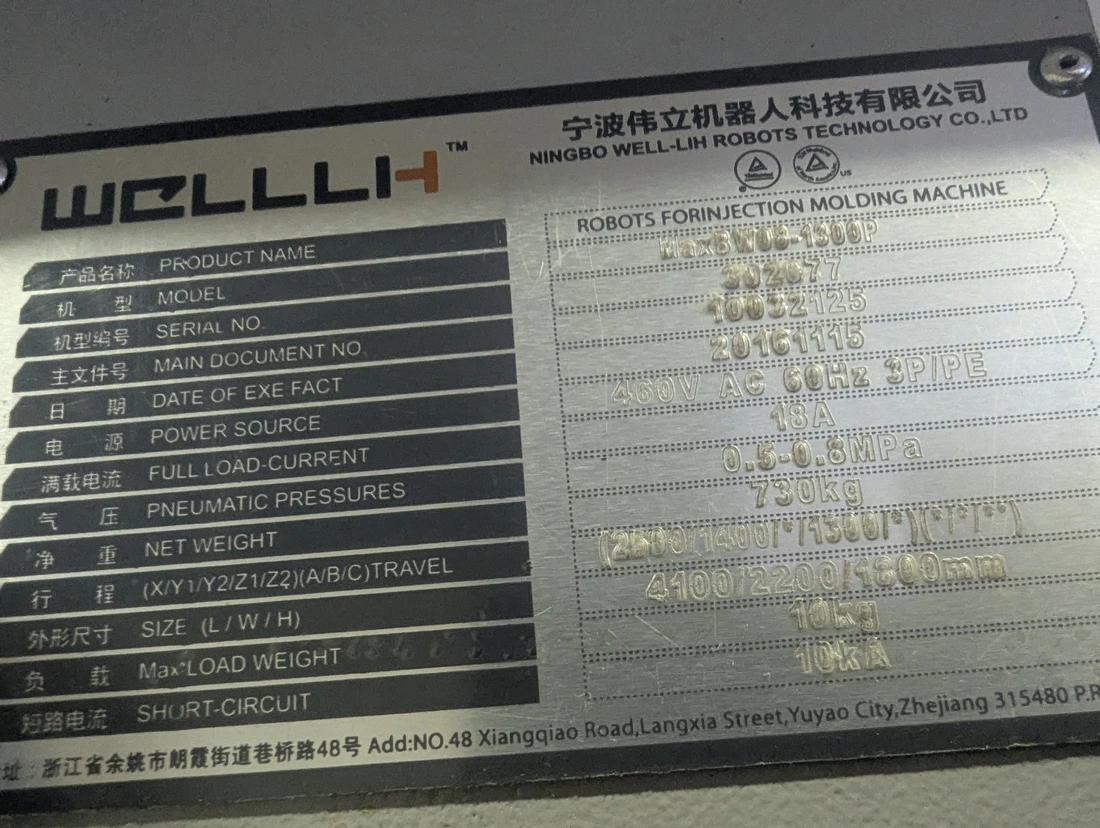 WELLLIH™
宁波伟立机器人科技有限公司
NINGBO WELL-LIH ROBOTS TECHNOLOGY CO.,LTD
US
产品名称 PRODUCT NAME ROBOTS FORINJECTION MOLDING MACHINE
机 型 MODEL
机型编号 SERIAL NO. 302677
主文件号 MAIN DOCUMENT NO. 10032125
日 期 DATE OF EXE FACT 20161115
电 源 POWER SOURCE 460V AC 60Hz 3P/PE
满载电流 FULL LOAD-CURRENT 18A
气 压 PNEUMATIC PRESSURES 0.5-0.8MPa
净 重 NET WEIGHT 730kg
行 程 (X/Y1/Y2/Z1/Z2)(A/B/C)TRAVEL (2500/1400/*/1300/*)(*/*/**)
外形尺寸 SIZE (L / W / H) 4100/2200/1800mm
负 载 Max·LOAD WEIGHT 10kg
短路电流 SHORT-CIRCUIT 10kA
址：浙江省余姚市朗霞街道巷桥路48号 Add:NO.48 Xiangqiao Road,Langxia Street,Yuyao City,Zhejiang 315480 P.R